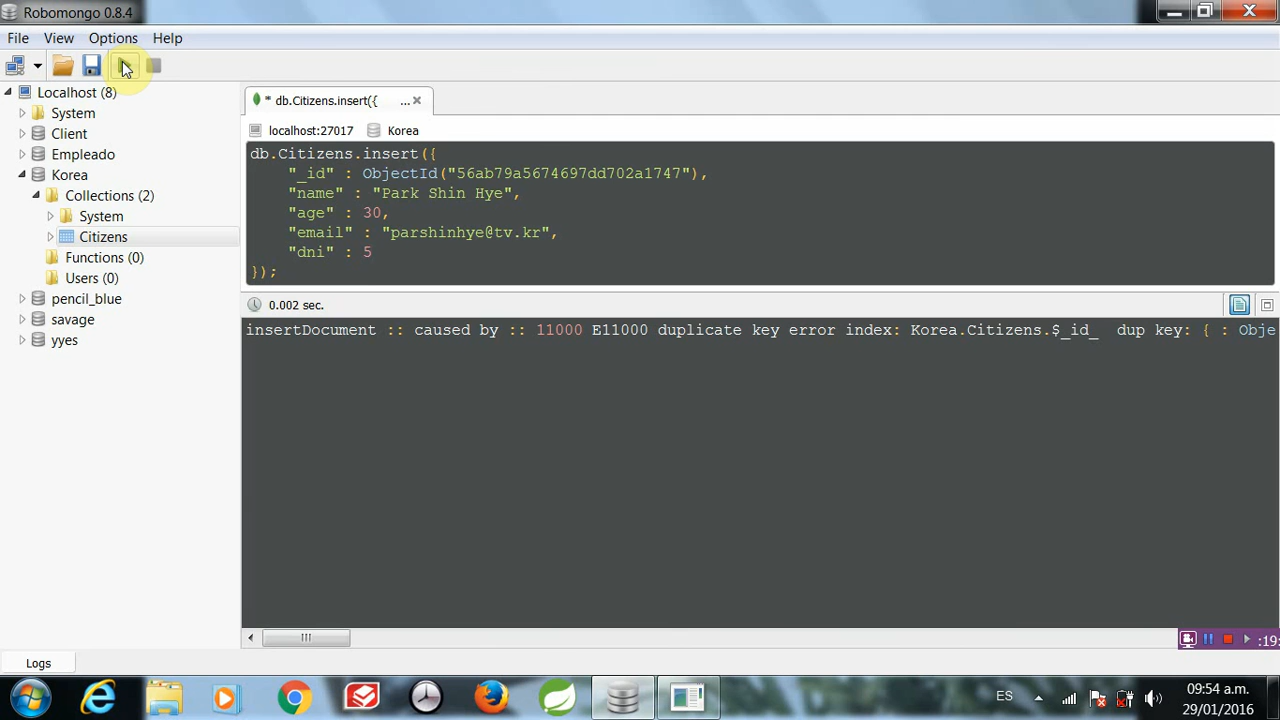 Robomongo 0.8.4
File View Options Help
Localhost (8)
System
Client
Empleado
Korea
Collections (2)
System
Citizens
Functions (0)
Users (0)
pencil_blue
savage
yyes
* db.Citizens.insert({ ...
localhost:27017 Korea
db.Citizens.insert({
"_id" : ObjectId("56ab79a5674697dd702a1747"),
"name" : "Park Shin Hye",
"age" : 30,
"email" : "parshinhye@tv.kr",
"dni" : 5
});
0.002 sec.
insertDocument :: caused by :: 11000 E11000 duplicate key error index: Korea.Citizens.$_id_ dup key: { : Obje
:19:
Logs
ES
09:54 a.m.
29/01/2016